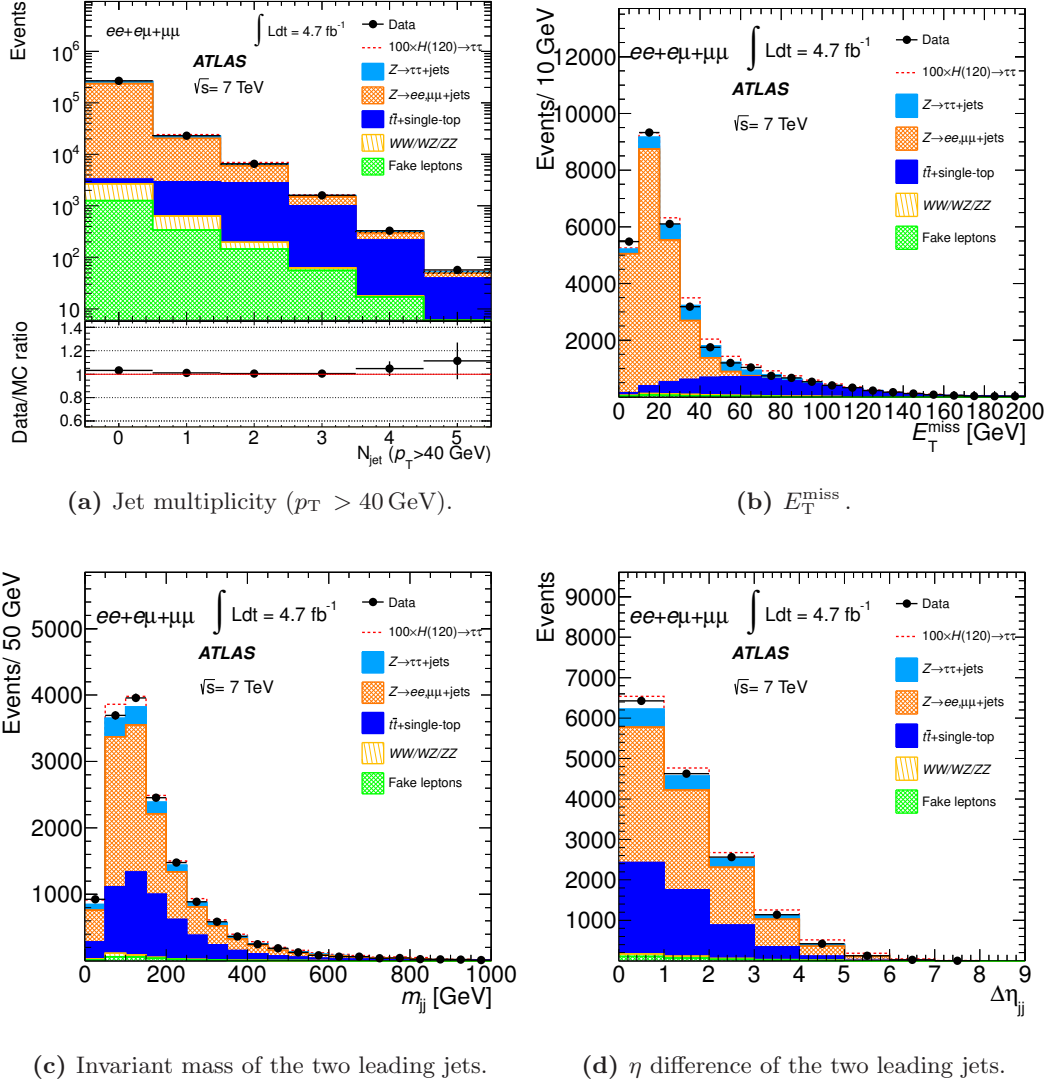 Events
ee+eμ+μμ
∫ Ldt = 4.7 fb⁻¹
ATLAS
√s= 7 TeV
Data
100×H(120)→ττ
Z→ττ+jets
Z→ee,μμ+jets
tt̄+single-top
WW/WZ/ZZ
Fake leptons
10⁶
10⁵
10⁴
10³
10²
10
Data/MC ratio
1.4
1.2
1
0.8
0.6
0 1 2 3 4 5
N_jet (p_T>40 GeV)
(a) Jet multiplicity (p_T > 40 GeV).
Events/ 10 GeV
ee+eμ+μμ
∫ Ldt = 4.7 fb⁻¹
ATLAS
√s= 7 TeV
Data
100×H(120)→ττ
Z→ττ+jets
Z→ee,μμ+jets
tt̄+single-top
WW/WZ/ZZ
Fake leptons
12000
10000
8000
6000
4000
2000
0 20 40 60 80 100 120 140 160 180 200
E_T^miss [GeV]
(b) E_T^miss.
Events/ 50 GeV
ee+eμ+μμ
∫ Ldt = 4.7 fb⁻¹
ATLAS
√s= 7 TeV
Data
100×H(120)→ττ
Z→ττ+jets
Z→ee,μμ+jets
tt̄+single-top
WW/WZ/ZZ
Fake leptons
5000
4000
3000
2000
1000
0 200 400 600 800 1000
m_jj [GeV]
(c) Invariant mass of the two leading jets.
Events
ee+eμ+μμ
∫ Ldt = 4.7 fb⁻¹
ATLAS
√s= 7 TeV
Data
100×H(120)→ττ
Z→ττ+jets
Z→ee,μμ+jets
tt̄+single-top
WW/WZ/ZZ
Fake leptons
9000
8000
7000
6000
5000
4000
3000
2000
1000
0
0 1 2 3 4 5 6 7 8 9
Δη_jj
(d) η difference of the two leading jets.